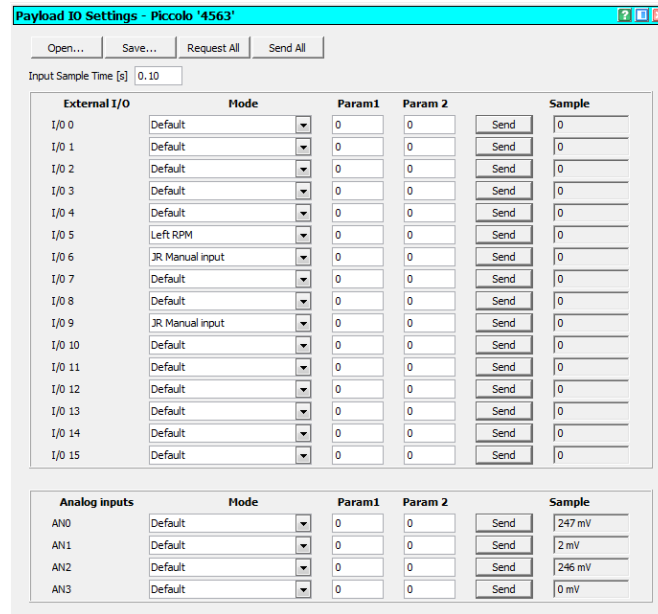 Payload IO Settings - Piccolo '4563'
Open... Save... Request All Send All
Input Sample Time [s] 0.10
External I/O Mode Param1 Param 2 Sample
I/O 0 Default 0 0 Send 0
I/O 1 Default 0 0 Send 0
I/O 2 Default 0 0 Send 0
I/O 3 Default 0 0 Send 0
I/O 4 Default 0 0 Send 0
I/O 5 Left RPM 0 0 Send 0
I/O 6 JR Manual input 0 0 Send 0
I/O 7 Default 0 0 Send 0
I/O 8 Default 0 0 Send 0
I/O 9 JR Manual input 0 0 Send 0
I/O 10 Default 0 0 Send 0
I/O 11 Default 0 0 Send 0
I/O 12 Default 0 0 Send 0
I/O 13 Default 0 0 Send 0
I/O 14 Default 0 0 Send 0
I/O 15 Default 0 0 Send 0
Analog inputs Mode Param1 Param 2 Sample
AN0 Default 0 0 Send 247 mV
AN1 Default 0 0 Send 2 mV
AN2 Default 0 0 Send 246 mV
AN3 Default 0 0 Send 0 mV